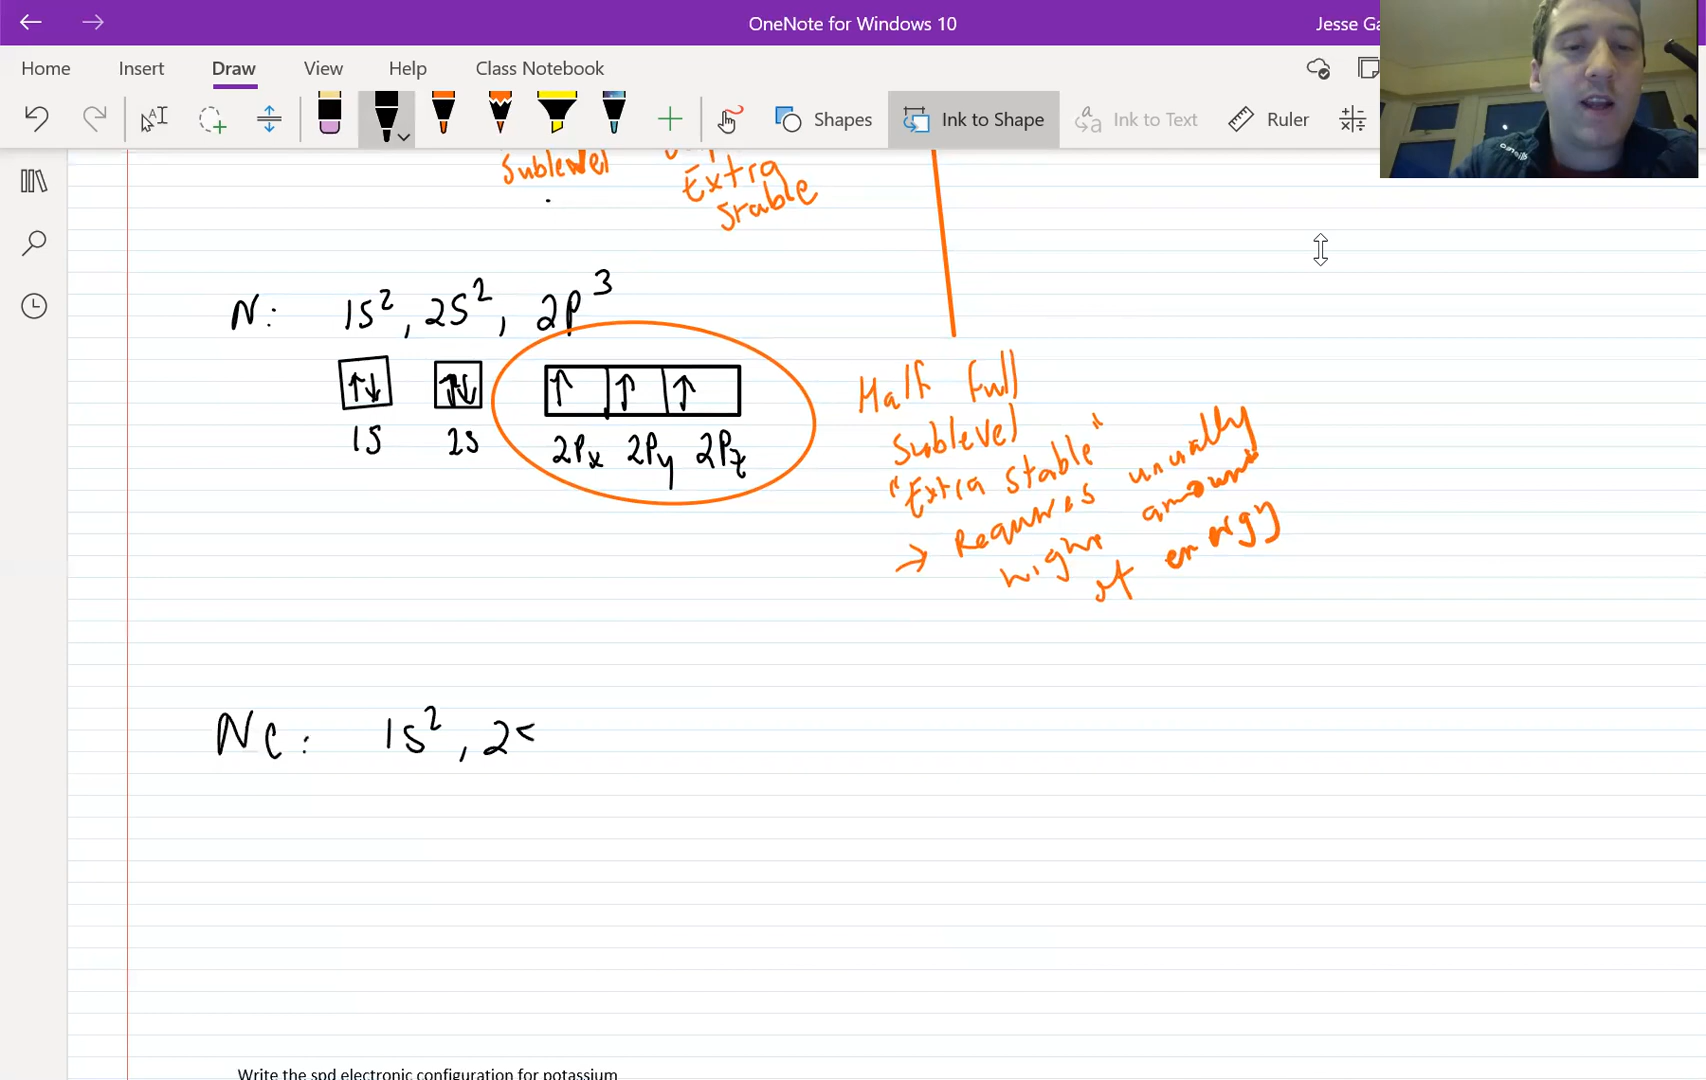 OneNote for Windows 10
Jesse Ga
Home Insert Draw View Help Class Notebook
Shapes Ink to Shape Ink to Text Ruler
Sublevel
Extra
stable
N: 1s², 2s², 2p³
1s 2s 2Px 2Py 2Pz
Half Full
Sublevel
"Extra stable"
→ Requires unusally
high amount
of energy
Ne: 1s², 2s
Write the spd electronic configuration for potassium